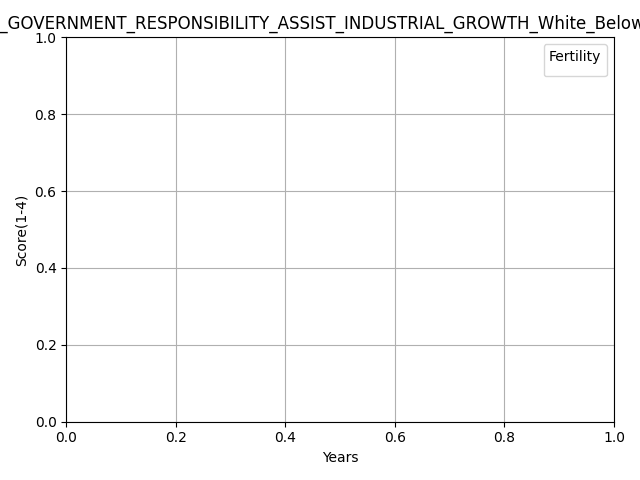 _GOVERNMENT_RESPONSIBILITY_ASSIST_INDUSTRIAL_GROWTH_White_Below
Fertility
1.0
0.8
0.6
0.4
0.2
0.0
Score(1-4)
0.0 0.2 0.4 0.6 0.8 1.0
Years